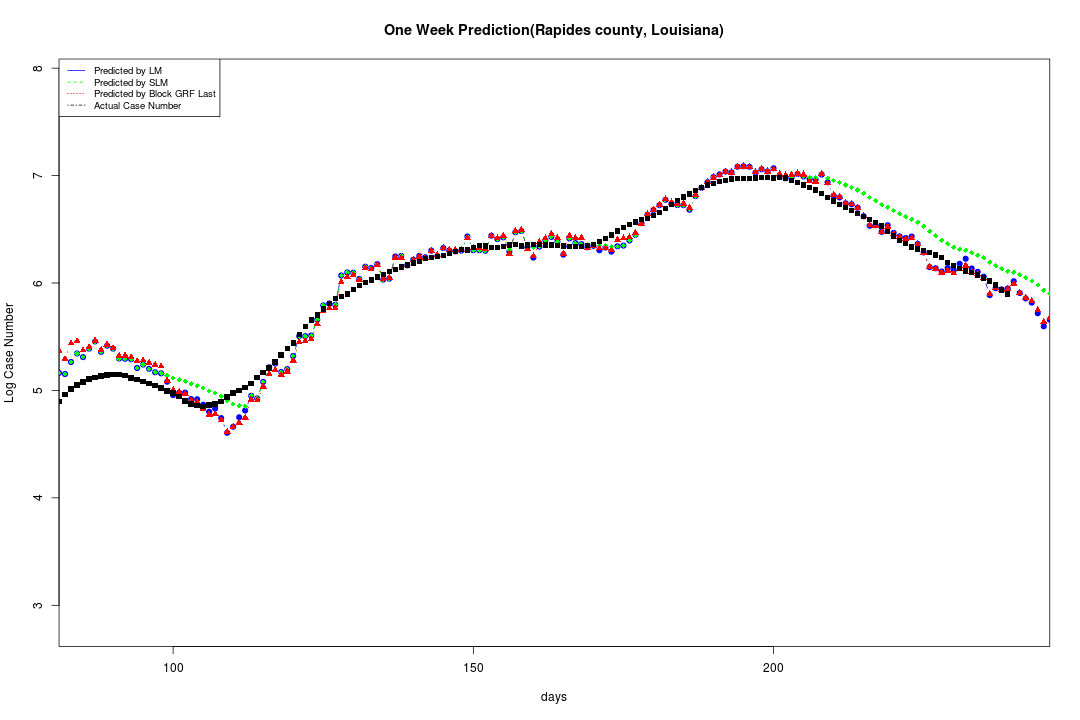 One Week Prediction(Rapides county, Louisiana)
Predicted by LM
Predicted by SLM
Predicted by Block GRF Last
Actual Case Number
Log Case Number
8
7
6
5
4
3
100 150 200
days